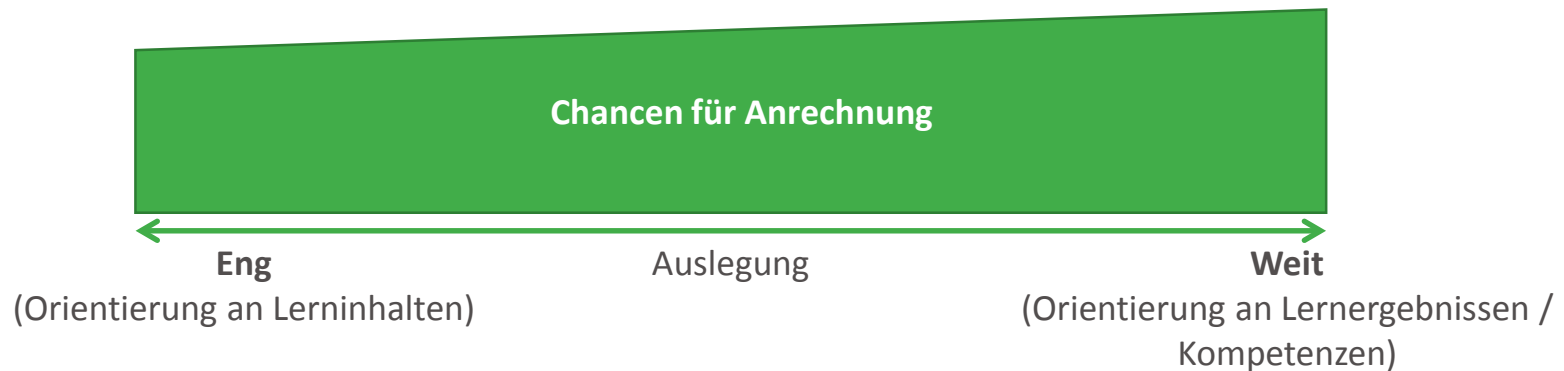 Chancen für Anrechnung
Eng Auslegung Weit
(Orientierung an Lerninhalten) (Orientierung an Lernergebnissen /
Kompetenzen)